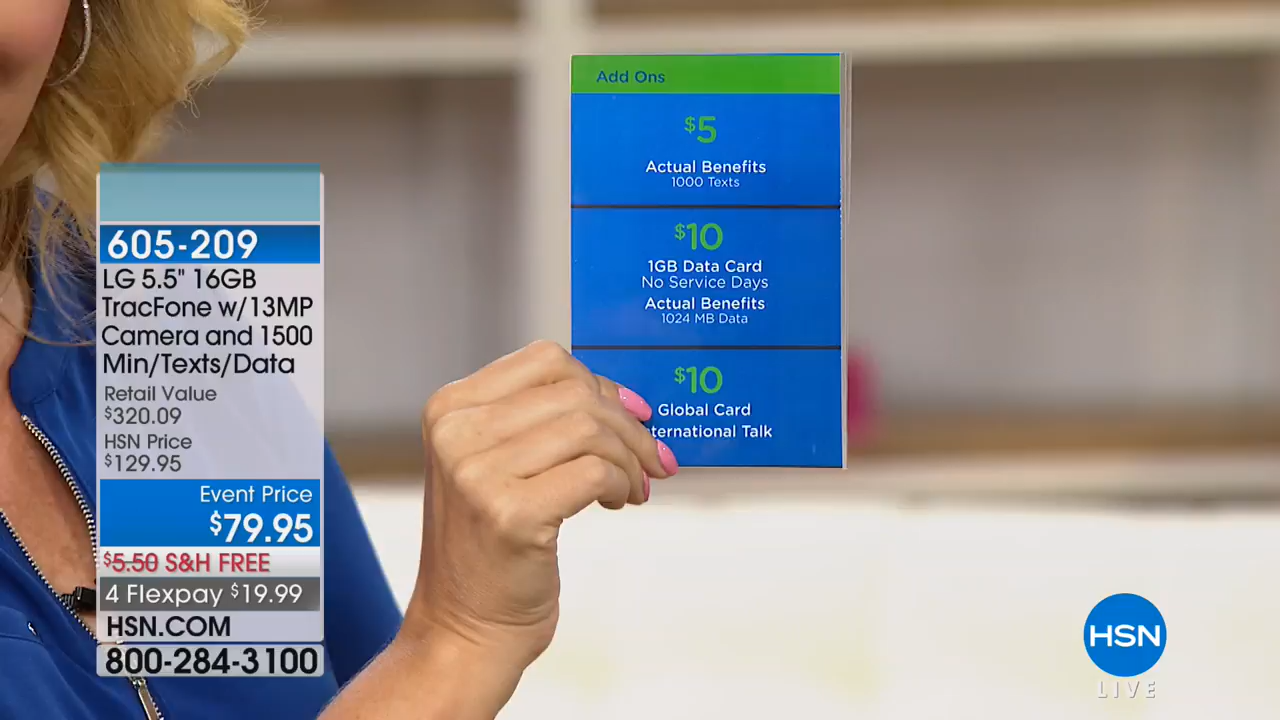 Add Ons
$5
Actual Benefits
1000 Texts
$10
1GB Data Card
No Service Days
Actual Benefits
1024 MB Data
$10
Global Card
ternational Talk
605-209
LG 5.5" 16GB
TracFone w/13MP
Camera and 1500
Min/Texts/Data
Retail Value
$320.09
HSN Price
$129.95
Event Price
$79.95
$5.50 S&H FREE
4 Flexpay $19.99
HSN.COM
800-284-3100
HSN
LIVE